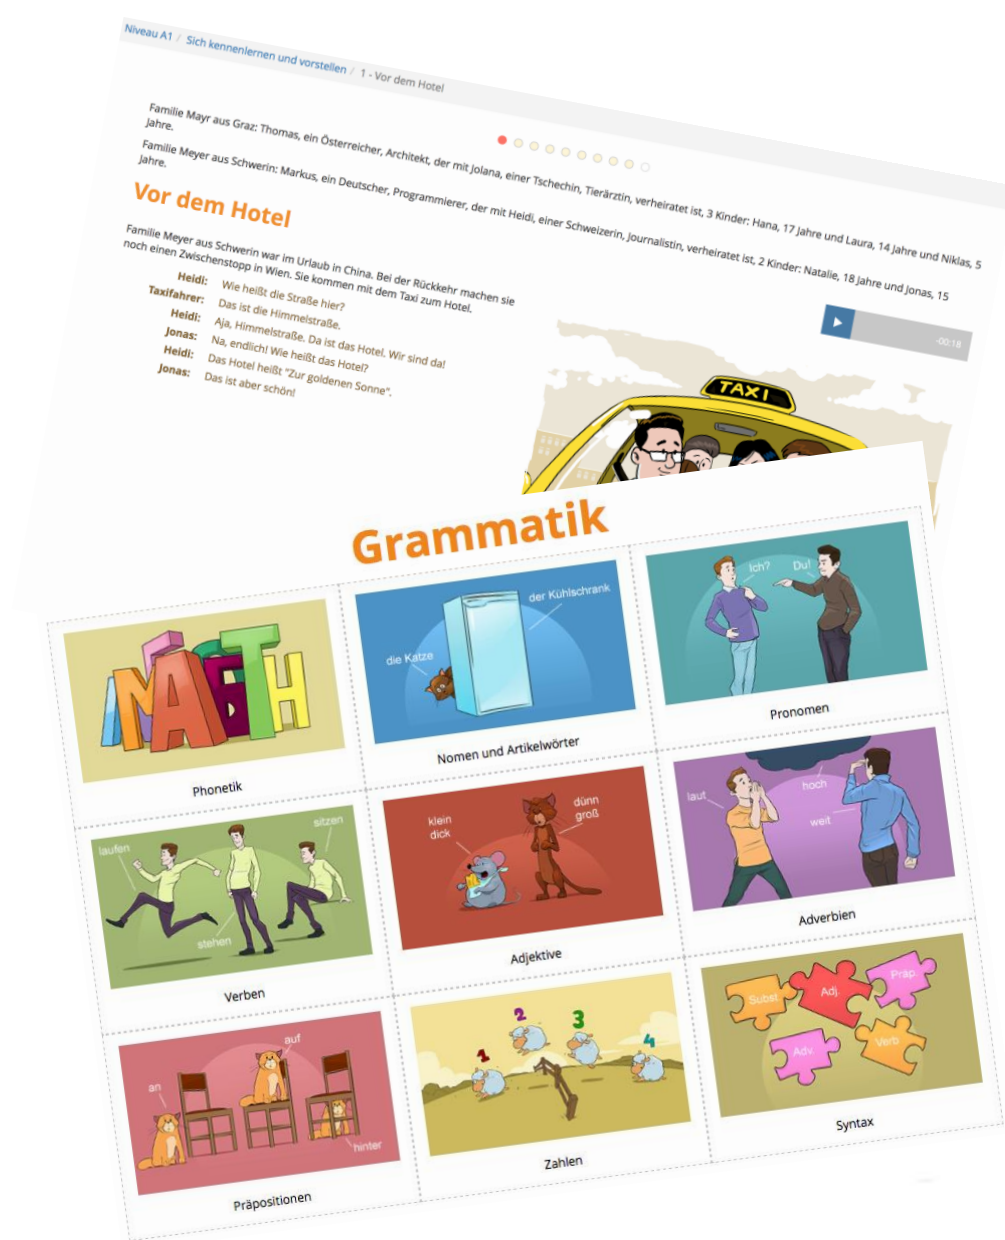 Niveau A1 / Sich kennenlernen und vorstellen / 1 - Vor dem Hotel
Familie Mayr aus Graz: Thomas, ein Österreicher, Architekt, der mit Jolana, einer Tschechin, Tierärztin, verheiratet ist, 3 Kinder: Hana, 17 Jahre und Laura, 14 Jahre und Niklas, 5
Jahre.
Familie Meyer aus Schwerin: Markus, ein Deutscher, Programmierer, der mit Heidi, einer Schweizerin, Journalistin, verheiratet ist, 2 Kinder: Natalie, 18 Jahre und Jonas, 15
Jahre.
Vor dem Hotel
Familie Meyer aus Schwerin war im Urlaub in China. Bei der Rückkehr machen sie
noch einen Zwischenstopp in Wien. Sie kommen mit dem Taxi zum Hotel.
Heidi: Wie heißt die Straße hier?
Taxifahrer: Das ist die Himmelstraße.
Heidi: Aja, Himmelstraße. Da ist das Hotel. Wir sind da!
Jonas: Na, endlich! Wie heißt das Hotel?
Heidi: Das Hotel heißt "Zur goldenen Sonne".
Jonas: Das ist aber schön!
-00:18
TAXI
Grammatik
MATH
Phonetik
die Katze
der Kühlschrank
Nomen und Artikelwörter
Ich?
Du!
Pronomen
laufen
stehen
sitzen
Verben
klein
dick
dünn
groß
Adjektive
laut
hoch
weit
Adverbien
an
auf
hinter
Präpositionen
1
2
3
4
Zahlen
Subst
Adj.
Präp.
Adv.
Verb
Syntax